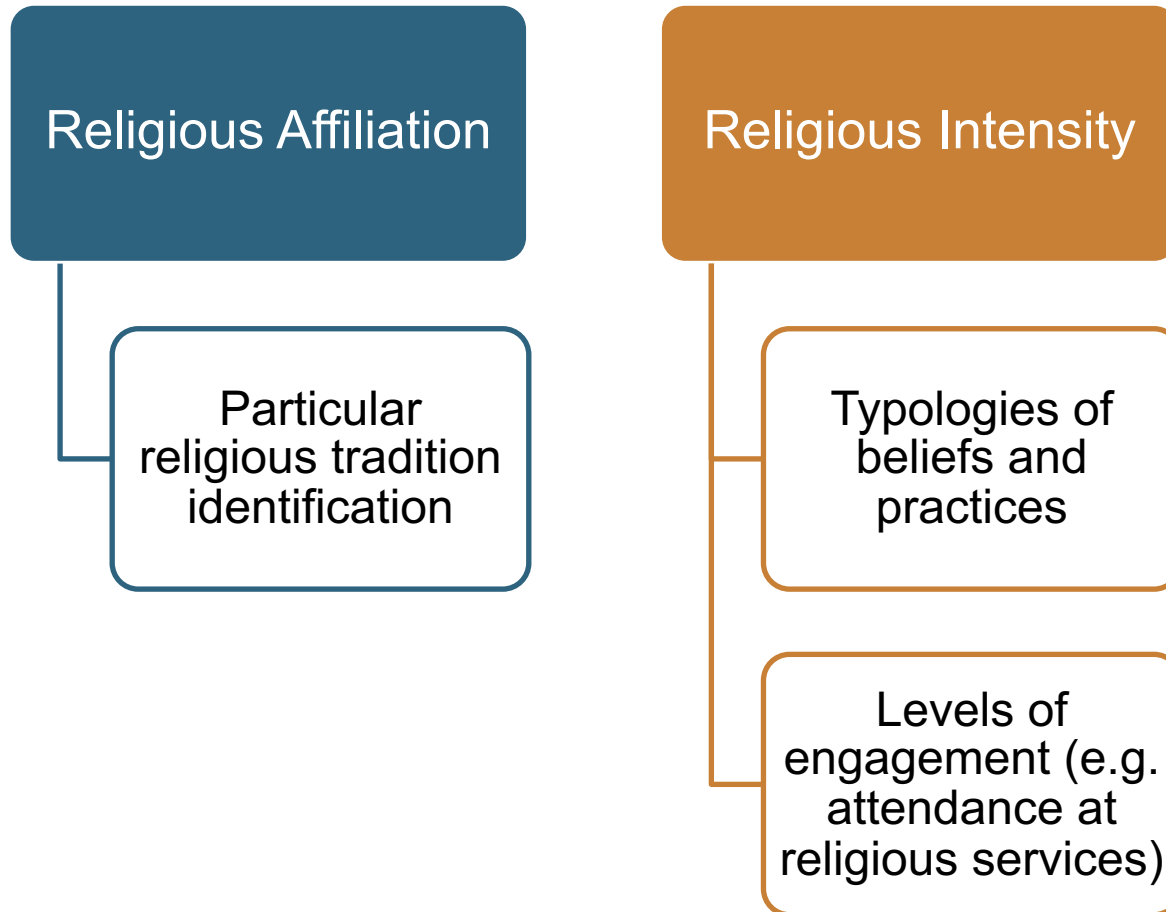 Religious Affiliation
Particular
religious tradition
identification
Religious Intensity
Typologies of
beliefs and
practices
Levels of
engagement (e.g.
attendance at
religious services)